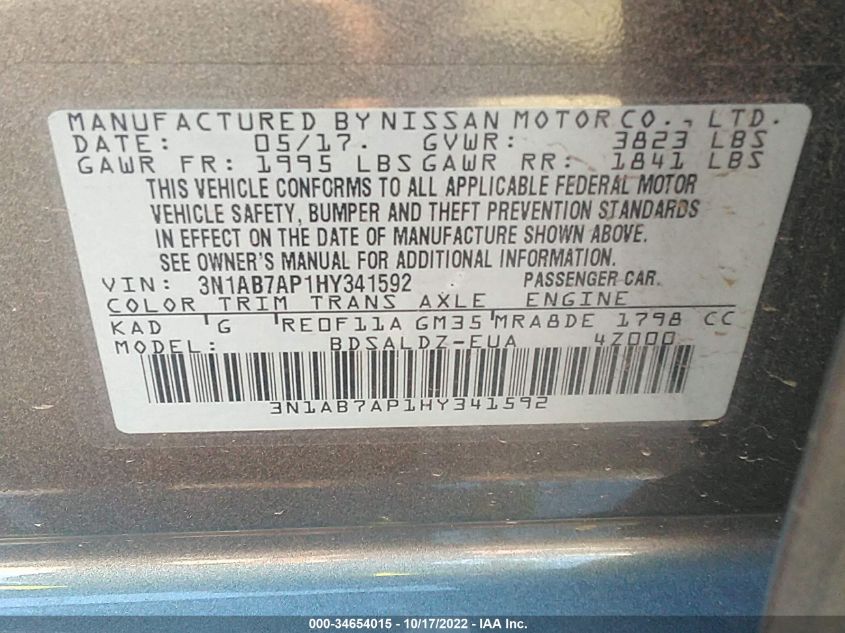 MANUFACTURED BY NISSAN MOTOR CO., LTD.
DATE: 05/17. GVWR: 3823 LBS
GAWR FR: 1995 LBS GAWR RR: 1841 LBS
THIS VEHICLE CONFORMS TO ALL APPLICABLE FEDERAL MOTOR
VEHICLE SAFETY, BUMPER AND THEFT PREVENTION STANDARDS
IN EFFECT ON THE DATE OF MANUFACTURE SHOWN ABOVE.
SEE OWNER'S MANUAL FOR ADDITIONAL INFORMATION.
VIN: 3N1AB7AP1HY341592 PASSENGER CAR.
COLOR TRIM TRANS AXLE ENGINE
KAD G RE0F11A GM35 MRA8DE 1798 CC
MODEL: BDSALDZ-EUA 4Z000
3N1AB7AP1HY341592
000-34654015 - 10/17/2022 - IAA Inc.